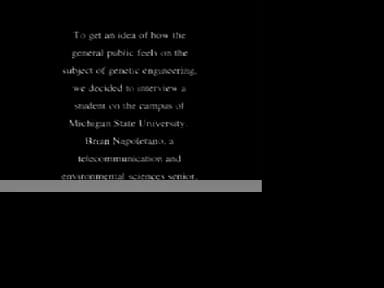 To get an idea of how the
general public feels on the
subject of genetic engineering,
we decided to interview a
student on the campus of
Michigan State University.
Brian Napoletano, a
telecommunication and
environmental sciences senior,